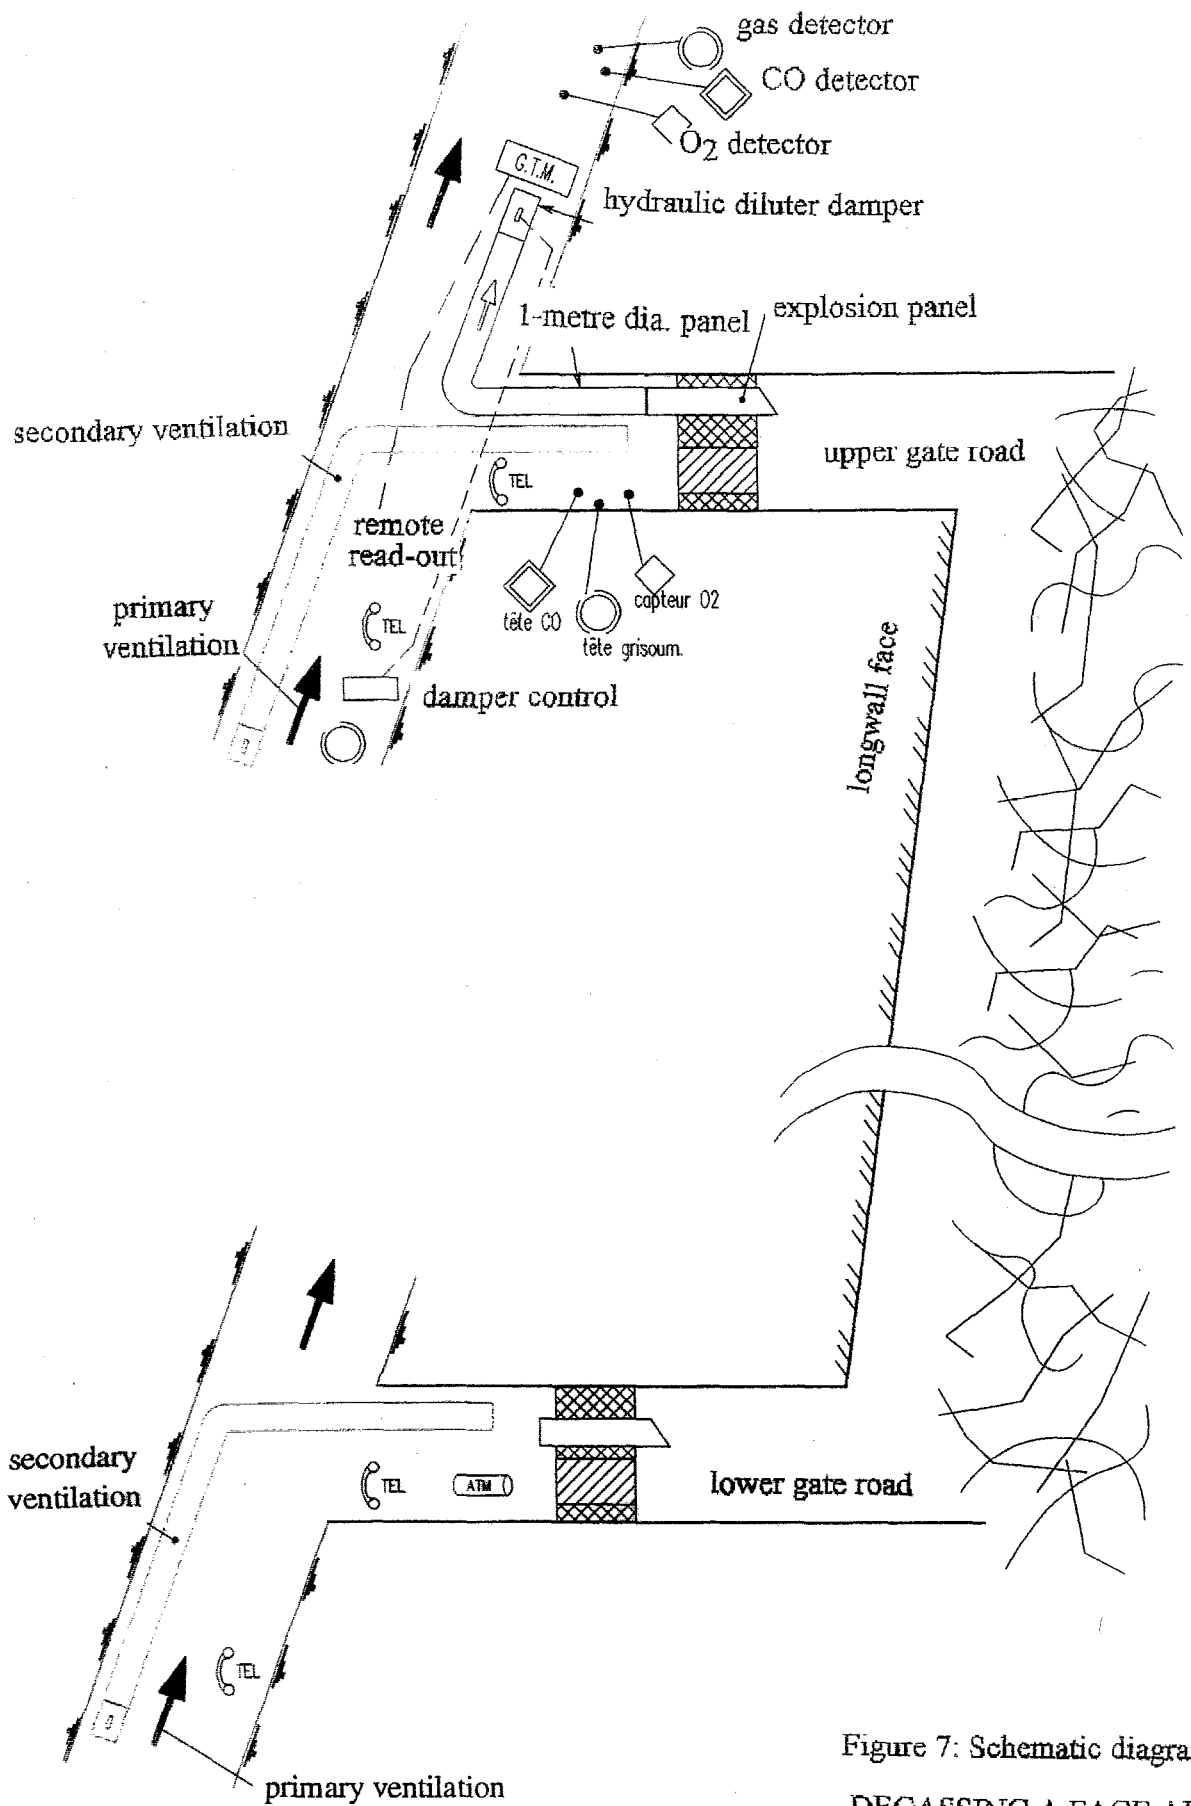 gas detector
CO detector
O2 detector
G.T.M.
hydraulic diluter damper
1-metre dia. panel
explosion panel
secondary ventilation
upper gate road
TEL
remote
read-out
capteur O2
tête CO
tête grisoum.
primary
ventilation
TEL
damper control
longwall face
secondary
ventilation
TEL
ATM
lower gate road
TEL
primary ventilation
Figure 7: Schematic diagra